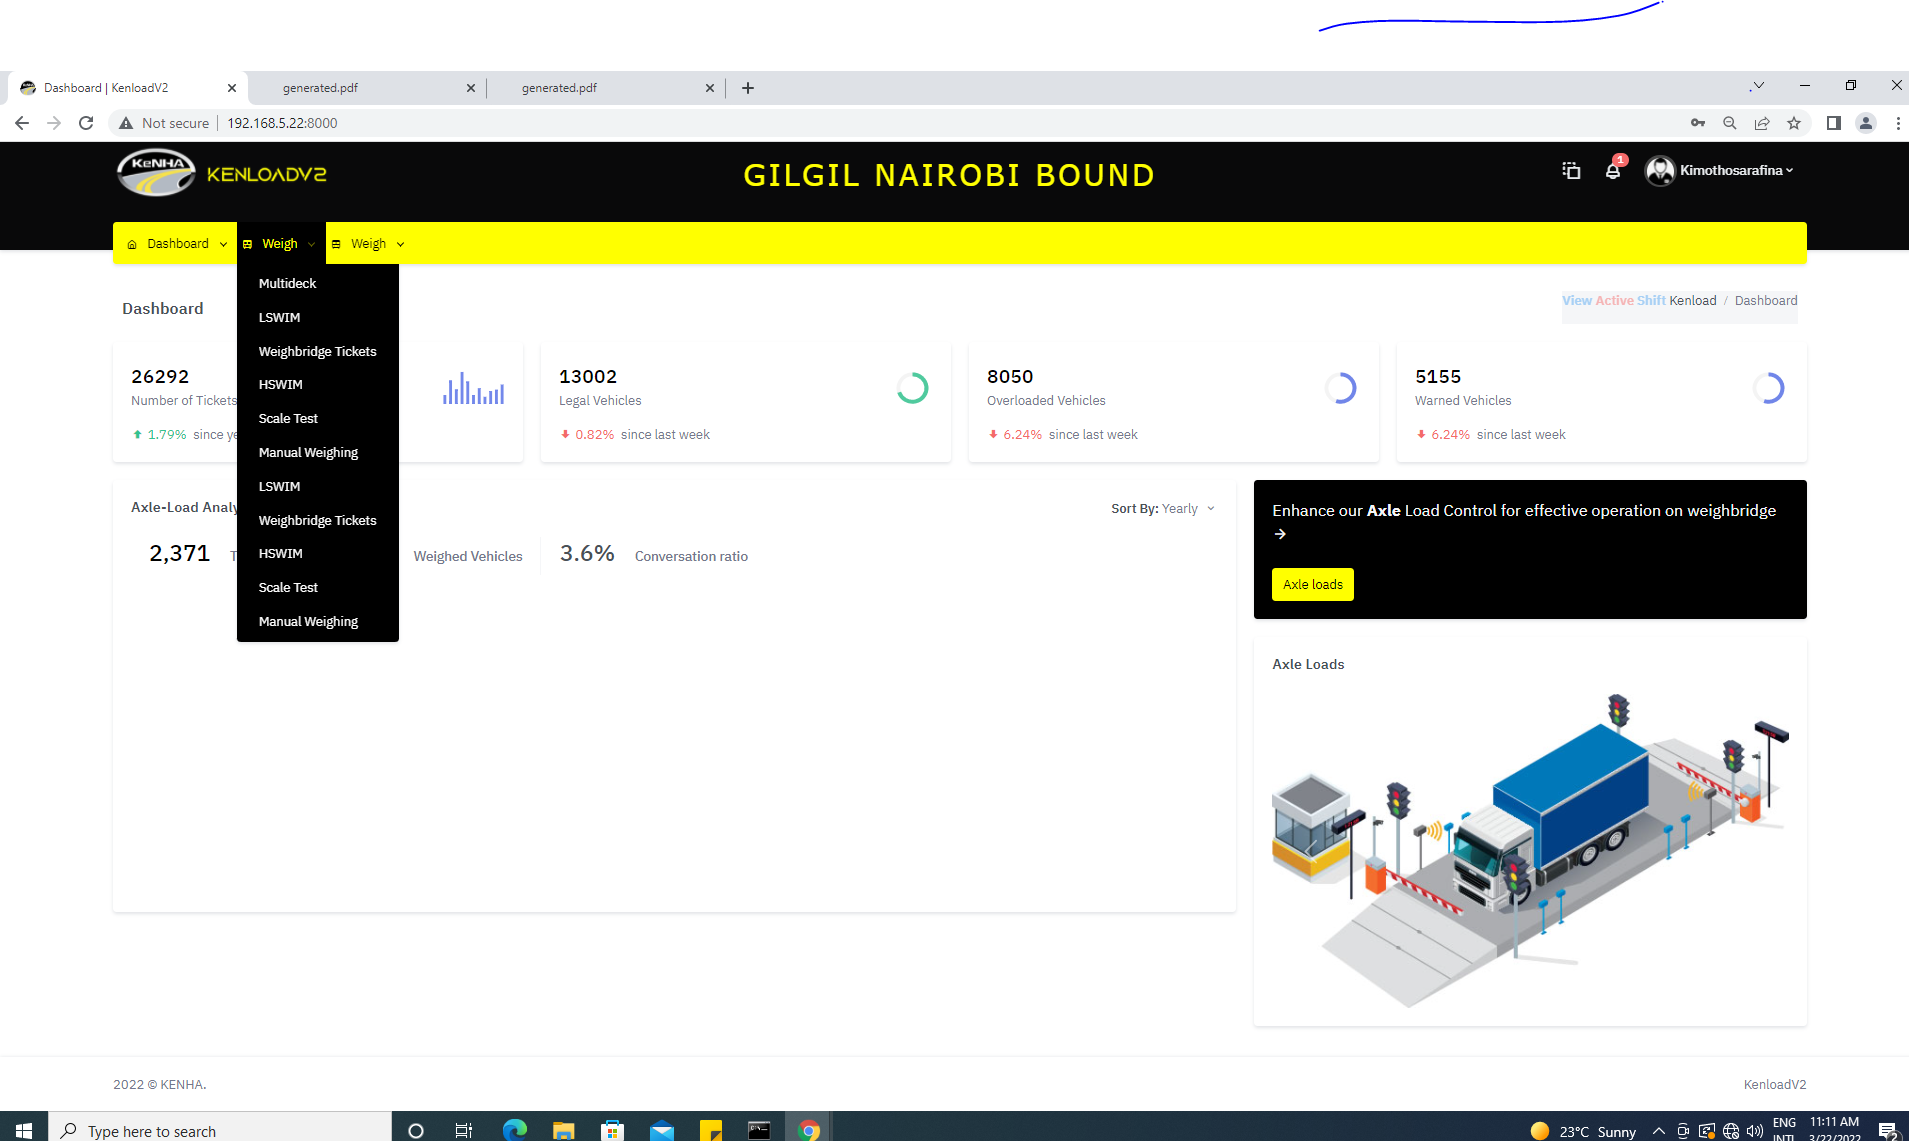 Dashboard | KenloadV2
generated.pdf
generated.pdf
Not secure
192.168.5.22:8000
KeNHA
KENLOADV2
GILGIL NAIROBI BOUND
1
Kimothosarafina
Dashboard
Weigh
Weigh
Multideck
LSWIM
Weighbridge Tickets
HSWIM
Scale Test
Manual Weighing
LSWIM
Weighbridge Tickets
HSWIM
Scale Test
Manual Weighing
Dashboard
View Active Shift Kenload / Dashboard
26292
Number of Tickets
1.79% since ye
13002
Legal Vehicles
0.82% since last week
8050
Overloaded Vehicles
6.24% since last week
5155
Warned Vehicles
6.24% since last week
Axle-Load Analy
Sort By: Yearly
2,371 T
Weighed Vehicles
3.6% Conversation ratio
Enhance our Axle Load Control for effective operation on weighbridge
Axle loads
Axle Loads
2022 © KENHA.
KenloadV2
Type here to search
23°C Sunny
ENG
INTL
11:11 AM
3/22/2022
2